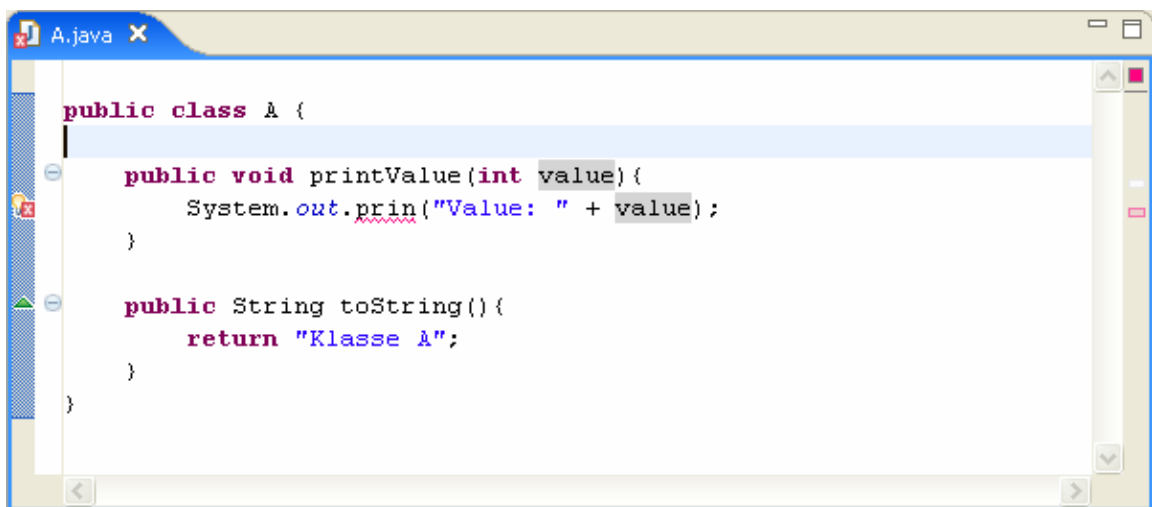 A.java
public class A {
public void printValue(int value){
System.out.prin("Value: " + value);
}
public String toString(){
return "Klasse A";
}
}